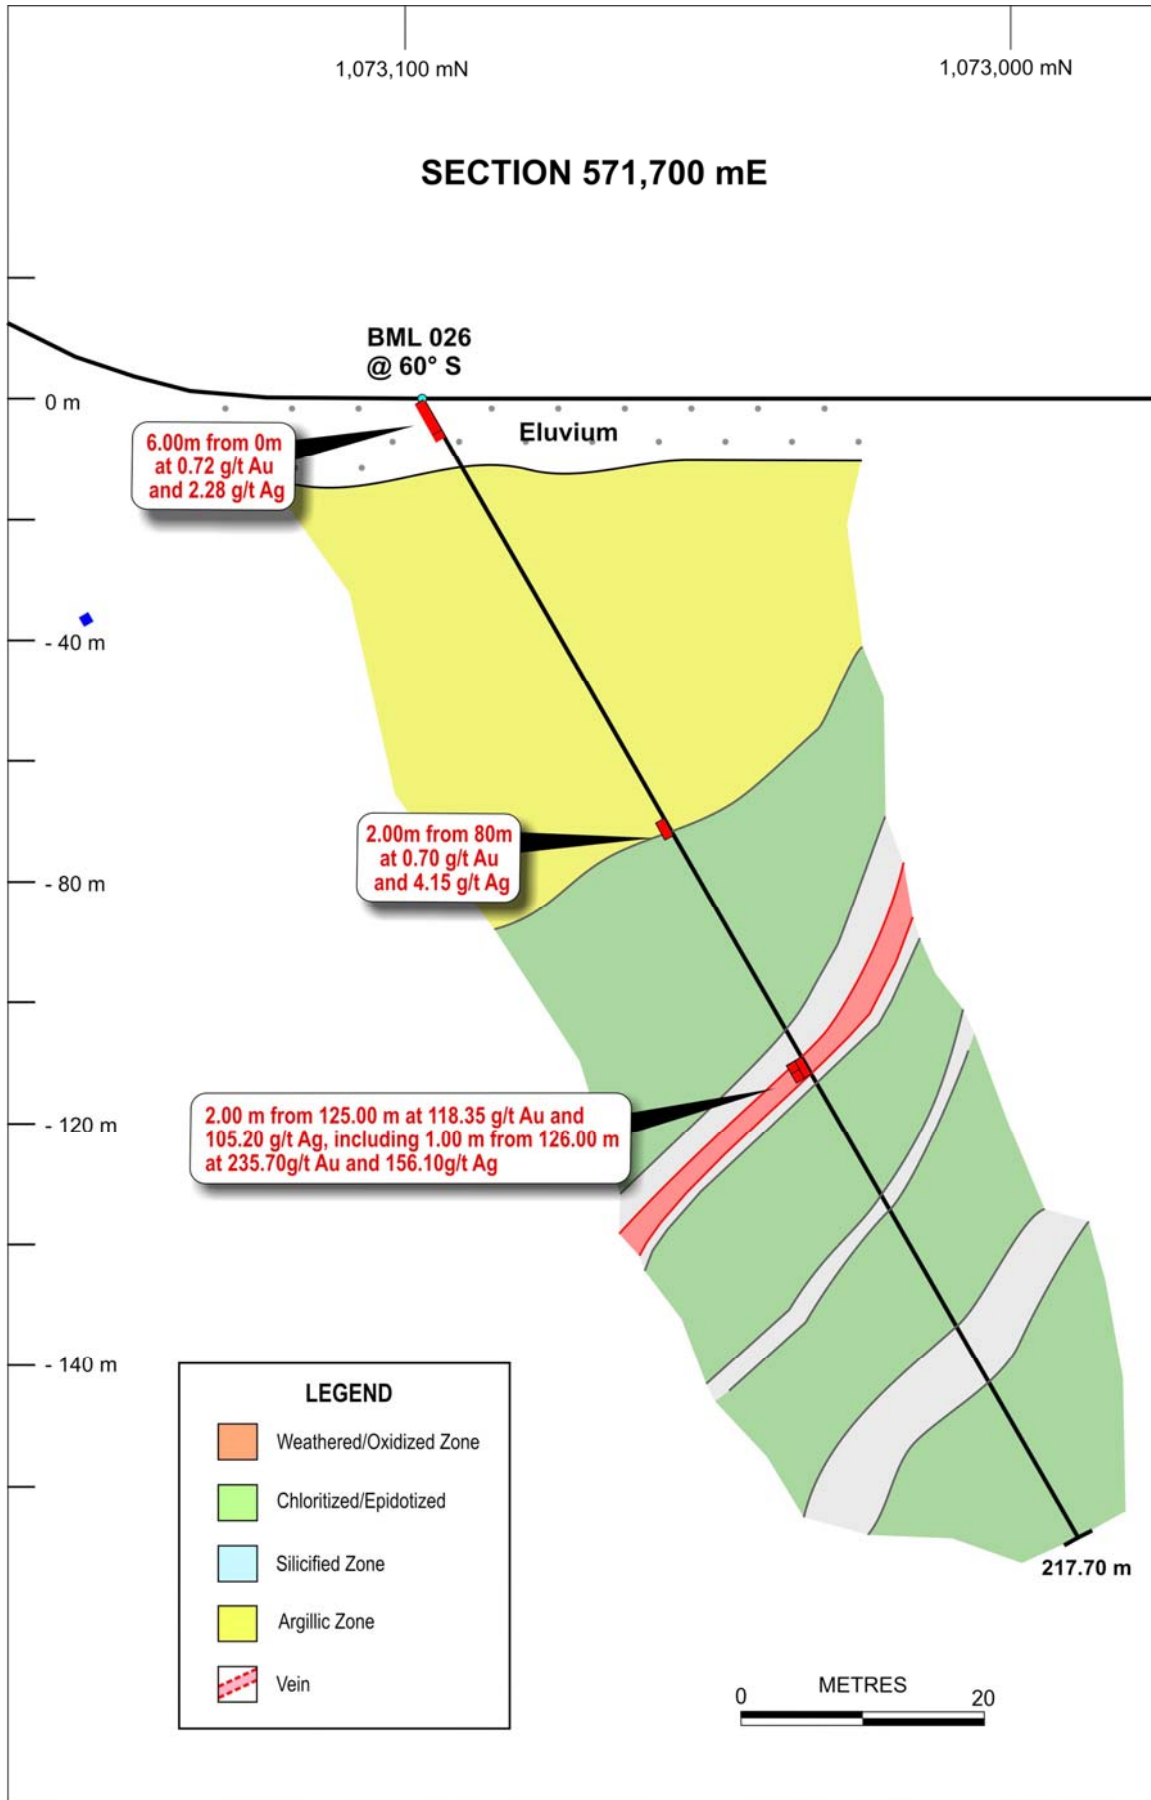 1,073,100 mN
1,073,000 mN
SECTION 571,700 mE
BML 026
@ 60° S
0 m
Eluvium
6.00m from 0m
at 0.72 g/t Au
and 2.28 g/t Ag
- 40 m
2.00m from 80m
at 0.70 g/t Au
and 4.15 g/t Ag
- 80 m
2.00 m from 125.00 m at 118.35 g/t Au and
105.20 g/t Ag, including 1.00 m from 126.00 m
at 235.70g/t Au and 156.10g/t Ag
- 120 m
- 140 m
LEGEND
Weathered/Oxidized Zone
Chloritized/Epidotized
Silicified Zone
Argillic Zone
Vein
217.70 m
METRES
0 20